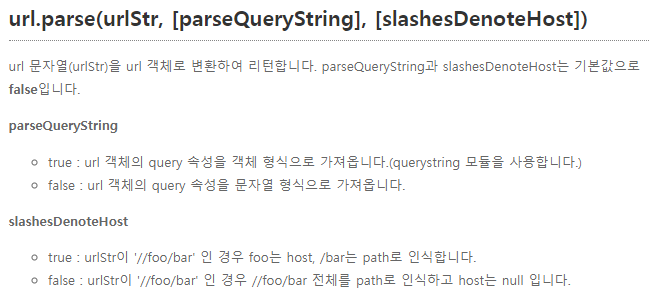 url.parse(urlStr, [parseQueryString], [slashesDenoteHost])
url 문자열(urlStr)을 url 객체로 변환하여 리턴합니다. parseQueryString과 slashesDenoteHost는 기본값으로
false입니다.
parseQueryString
true : url 객체의 query 속성을 객체 형식으로 가져옵니다.(querystring 모듈을 사용합니다.)
false : url 객체의 query 속성을 문자열 형식으로 가져옵니다.
slashesDenoteHost
true : urlStr이 '//foo/bar' 인 경우 foo는 host, /bar는 path로 인식합니다.
false : urlStr이 '//foo/bar' 인 경우 //foo/bar 전체를 path로 인식하고 host는 null 입니다.